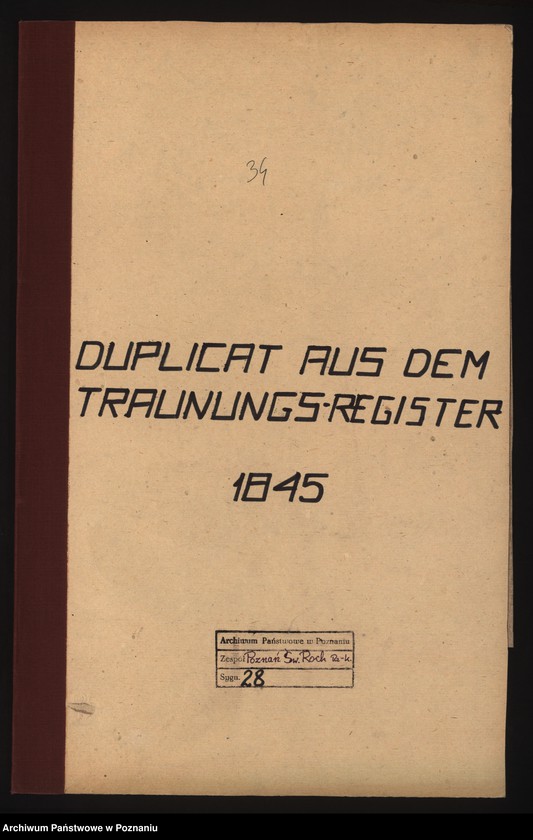 34
DUPLICAT AUS DEM
TRAUNUNGS-REGISTER
1845
Archiwum Państwowe w Poznaniu
Zespół Poznań Św. Roch Rz-k.
Sygn. 28
Archiwum Państwowe w Poznaniu